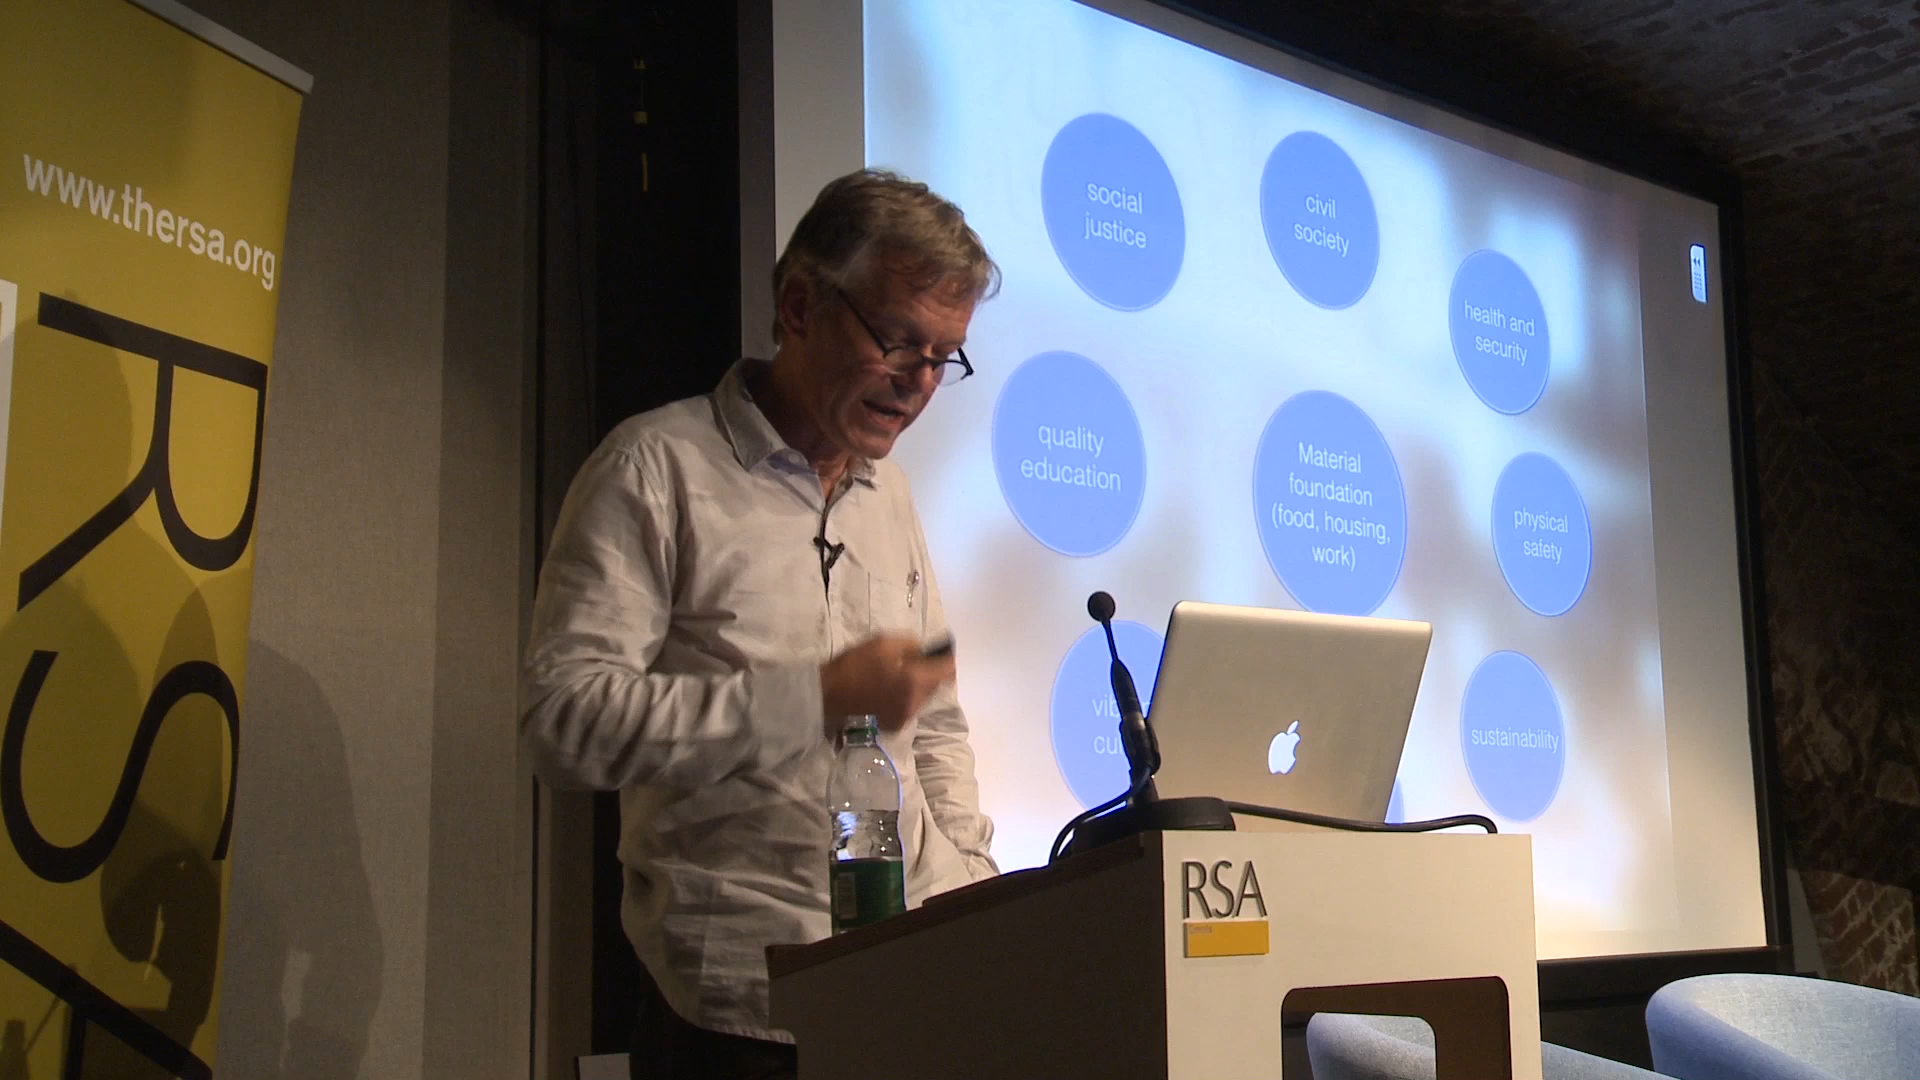 www.thersa.org
RSA
social
justice
civil
society
health and
security
quality
education
Material
foundation
(food, housing,
work)
physical
safety
sustainability
RSA